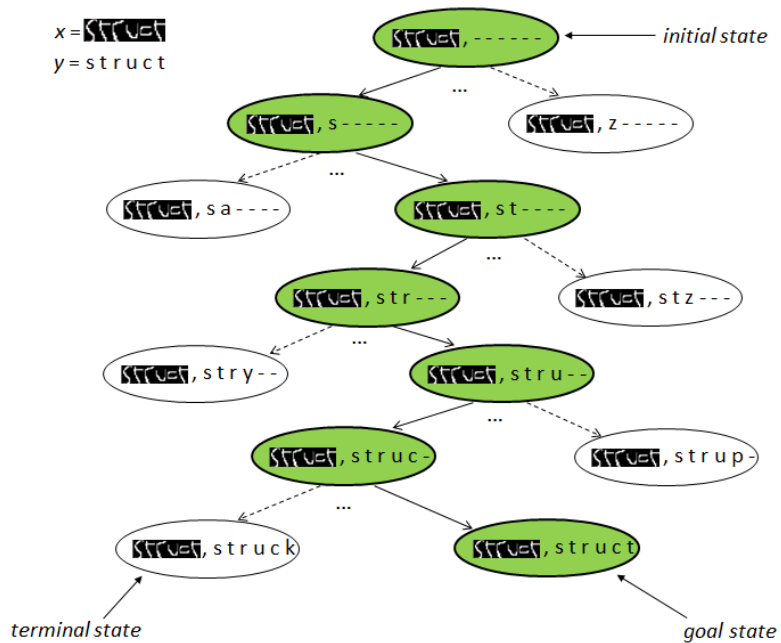 x = struct
y = struct
struct, - - - - - -
initial state
...
struct, s - - - - -
struct, z - - - - -
...
struct, s a - - - -
struct, s t - - - -
...
struct, s t r - - -
struct, s t z - - -
...
struct, s t r y - -
struct, s t r u - -
...
struct, s t r u c -
struct, s t r u p -
...
struct, s t r u c k
struct, s t r u c t
terminal state
goal state